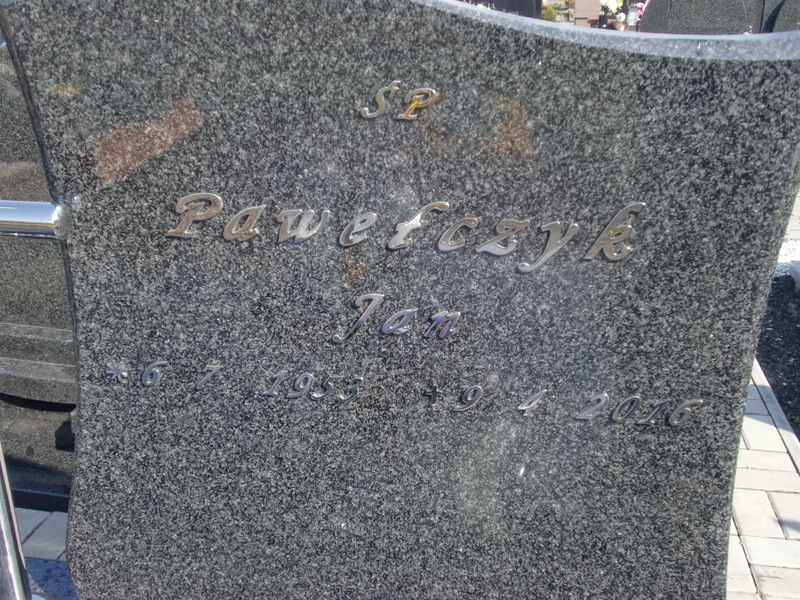 SP
Pawełczyk
Jan
*6 7 1953 †9 4 2016